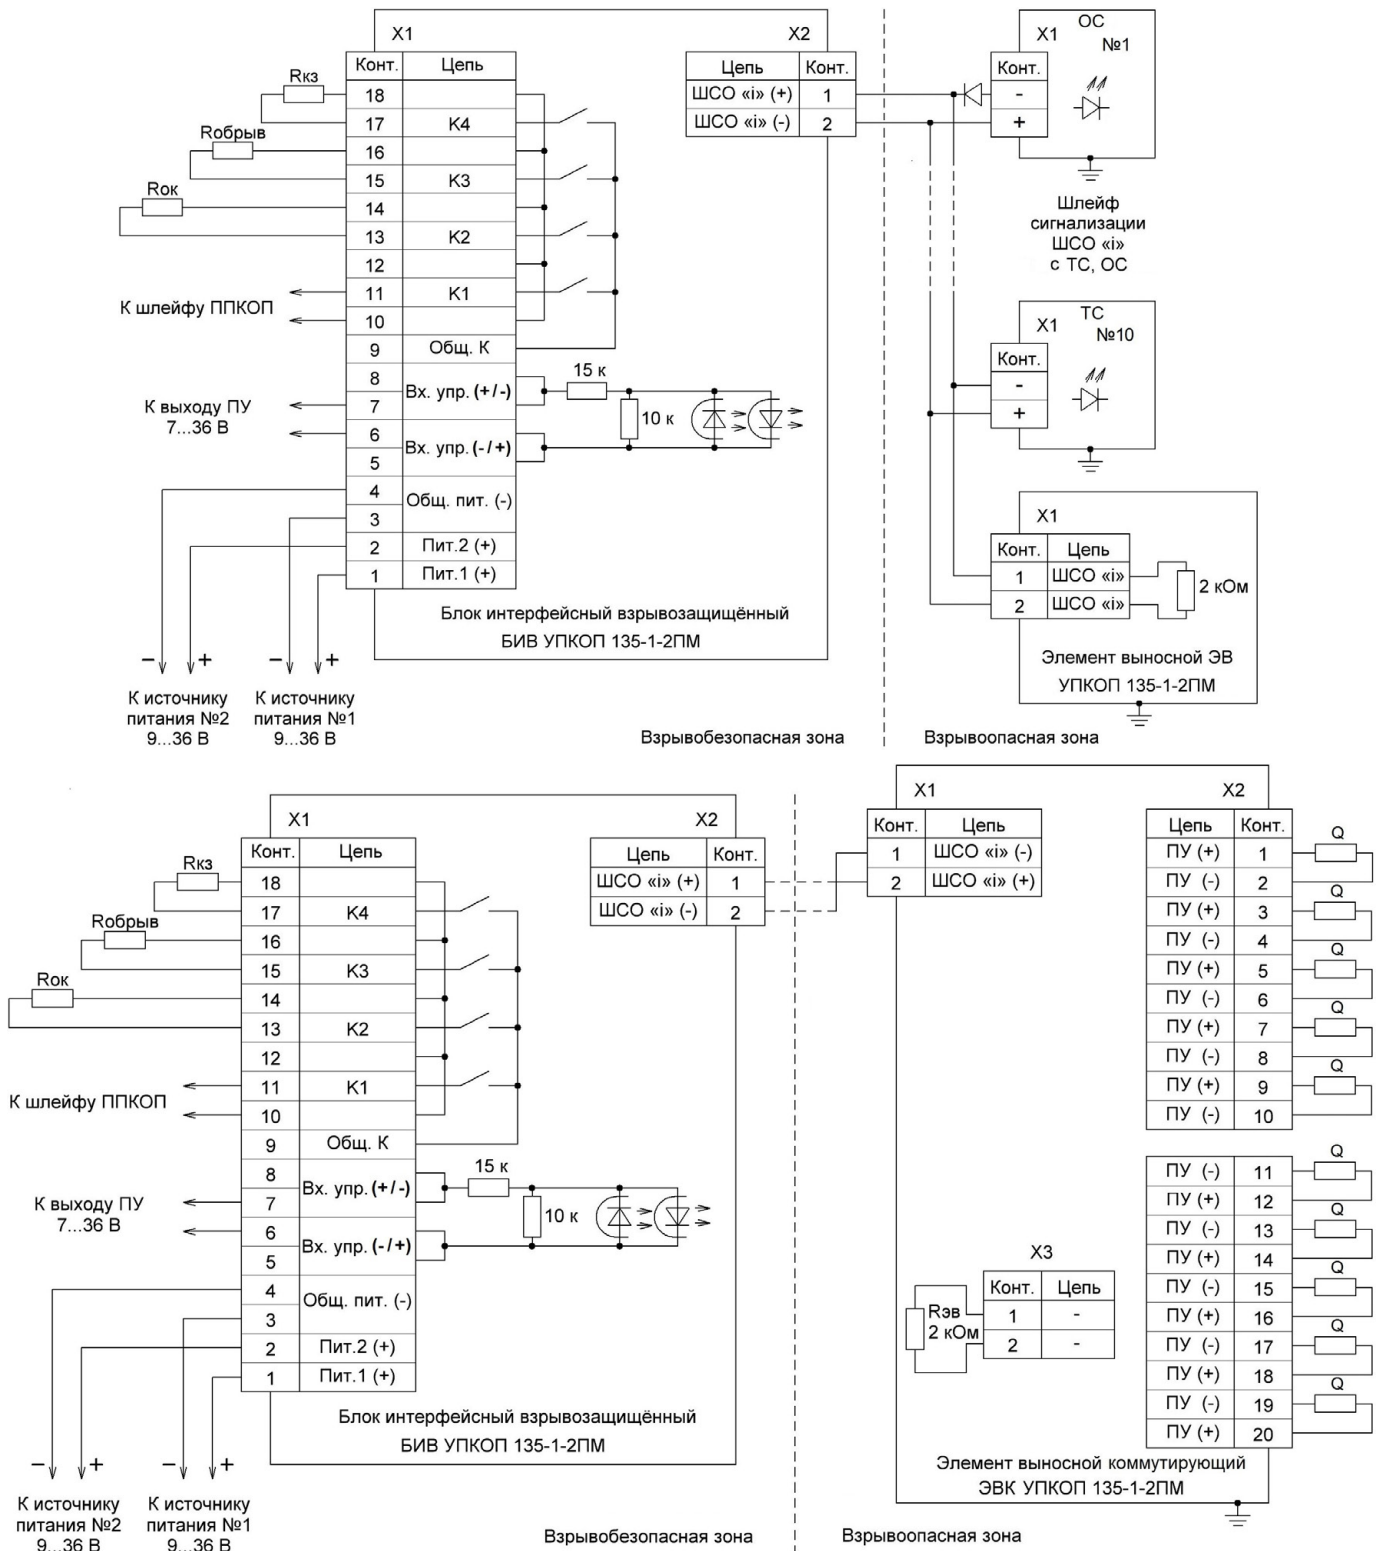 X1
X2
Конт. Цепь
18
17 К4
16
15 К3
14
13 К2
12
11 К1
10
9 Общ. К
8
7
Вх. упр. (+/-)
6
5
Вх. упр. (-/+)
4
3
Общ. пит. (-)
2 Пит.2 (+)
1 Пит.1 (+)
Rкз
Rобрыв
Rок
К шлейфу ППКОП
К выходу ПУ
7...36 В
15 к
10 к
Цепь Конт.
ШСО «i» (+) 1
ШСО «i» (-) 2
Блок интерфейсный взрывозащищённый
БИВ УПКОП 135-1-2ПМ
− + − +
К источнику
питания №2
9...36 В
К источнику
питания №1
9...36 В
Взрывобезопасная зона
X1
ОС
№1
Конт.
-
+
Шлейф
сигнализации
ШСО «i»
с ТС, ОС
X1
ТС
№10
Конт.
-
+
X1
Конт. Цепь
1 ШСО «i»
2 ШСО «i»
2 кОм
Элемент выносной ЭВ
УПКОП 135-1-2ПМ
Взрывоопасная зона
X1
X2
Конт. Цепь
18
17 К4
16
15 К3
14
13 К2
12
11 К1
10
9 Общ. К
8
7
Вх. упр. (+/-)
6
5
Вх. упр. (-/+)
4
3
Общ. пит. (-)
2 Пит.2 (+)
1 Пит.1 (+)
Rкз
Rобрыв
Rок
К шлейфу ППКОП
К выходу ПУ
7...36 В
15 к
10 к
Цепь Конт.
ШСО «i» (+) 1
ШСО «i» (-) 2
Блок интерфейсный взрывозащищённый
БИВ УПКОП 135-1-2ПМ
− + − +
К источнику
питания №2
9...36 В
К источнику
питания №1
9...36 В
Взрывобезопасная зона
X1
X2
Конт. Цепь
1 ШСО «i» (-)
2 ШСО «i» (+)
Цепь Конт.
ПУ (+) 1 Q
ПУ (-) 2
ПУ (+) 3 Q
ПУ (-) 4
ПУ (+) 5 Q
ПУ (-) 6
ПУ (+) 7 Q
ПУ (-) 8
ПУ (+) 9 Q
ПУ (-) 10
ПУ (-) 11 Q
ПУ (+) 12
ПУ (-) 13 Q
ПУ (+) 14
ПУ (-) 15 Q
ПУ (+) 16
ПУ (-) 17 Q
ПУ (+) 18
ПУ (-) 19 Q
ПУ (+) 20
X3
Конт. Цепь
1 -
2 -
Rэв
2 кОм
Элемент выносной коммутирующий
ЭВК УПКОП 135-1-2ПМ
Взрывоопасная зона